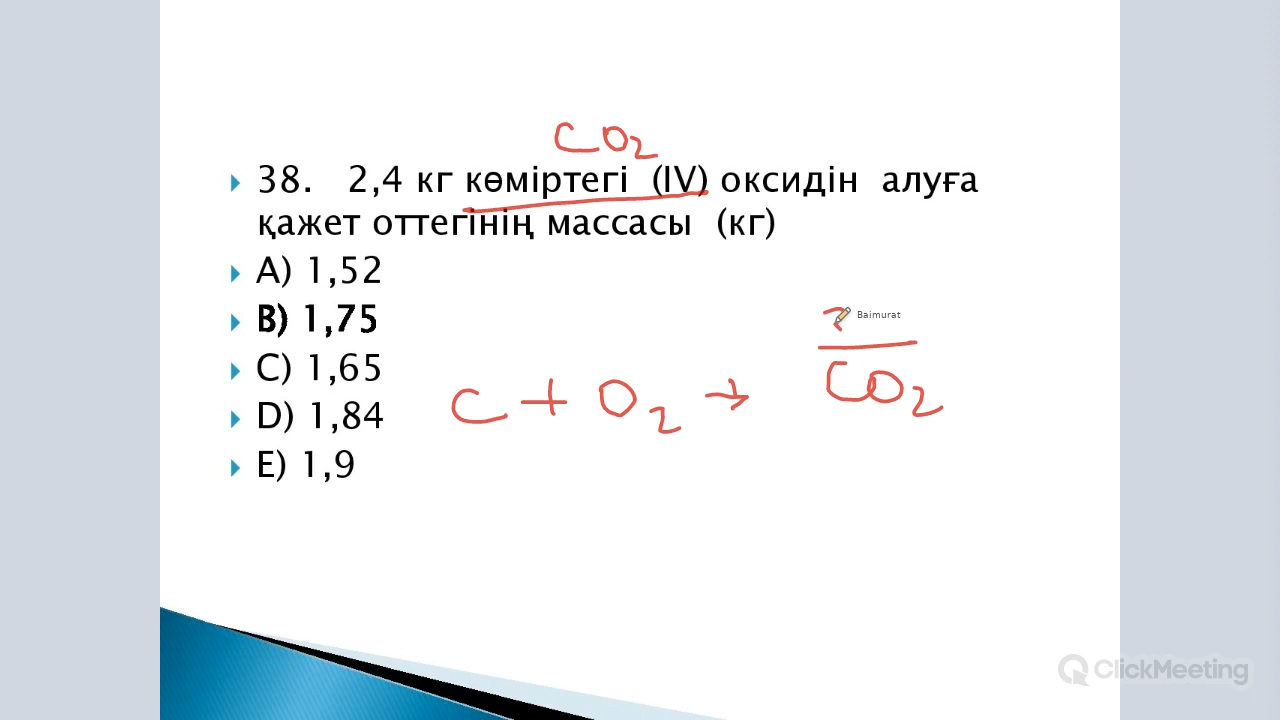 CO2
38. 2,4 кг көміртегі (IV) оксидін алуға
қажет оттегінің массасы (кг)
A) 1,52
B) 1,75
C) 1,65
D) 1,84
E) 1,9
Baimurat
C + O2 → CO2
ClickMeeting